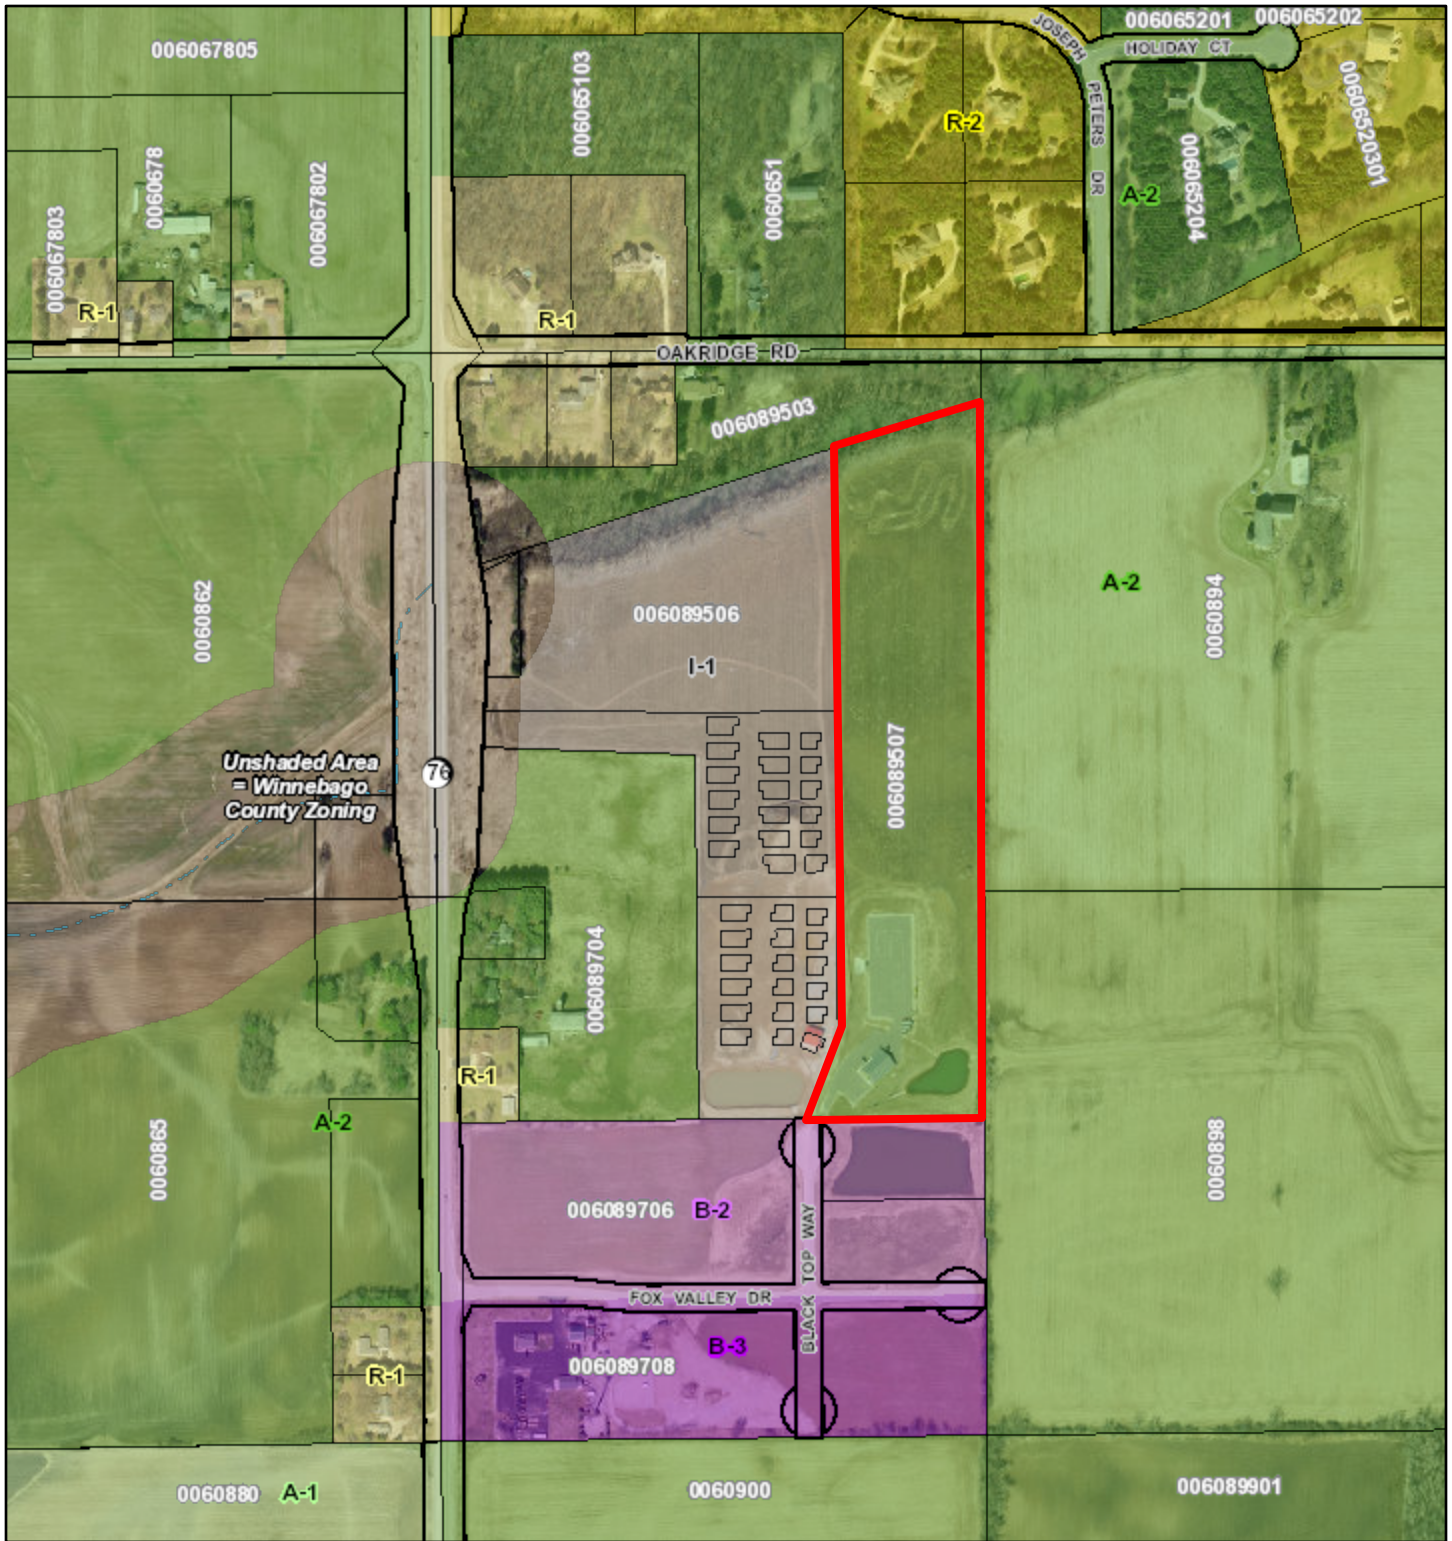 006065201
006065202
006067805
JOSEPH
PETERS
DR
HOLIDAY CT
006065103
R-2
0060678
0060651
A-2
006065204
00606520301
006067803
006067802
R-1
R-1
OAKRIDGE RD
006089503
0060862
006089506
A-2
0060894
I-1
006089507
Unshaded Area
= Winnebago
County Zoning
76
006089704
R-1
A-2
0060865
0060898
006089706
B-2
BLACK TOP WAY
FOX VALLEY DR
B-3
006089708
R-1
0060880
A-1
0060900
006089901